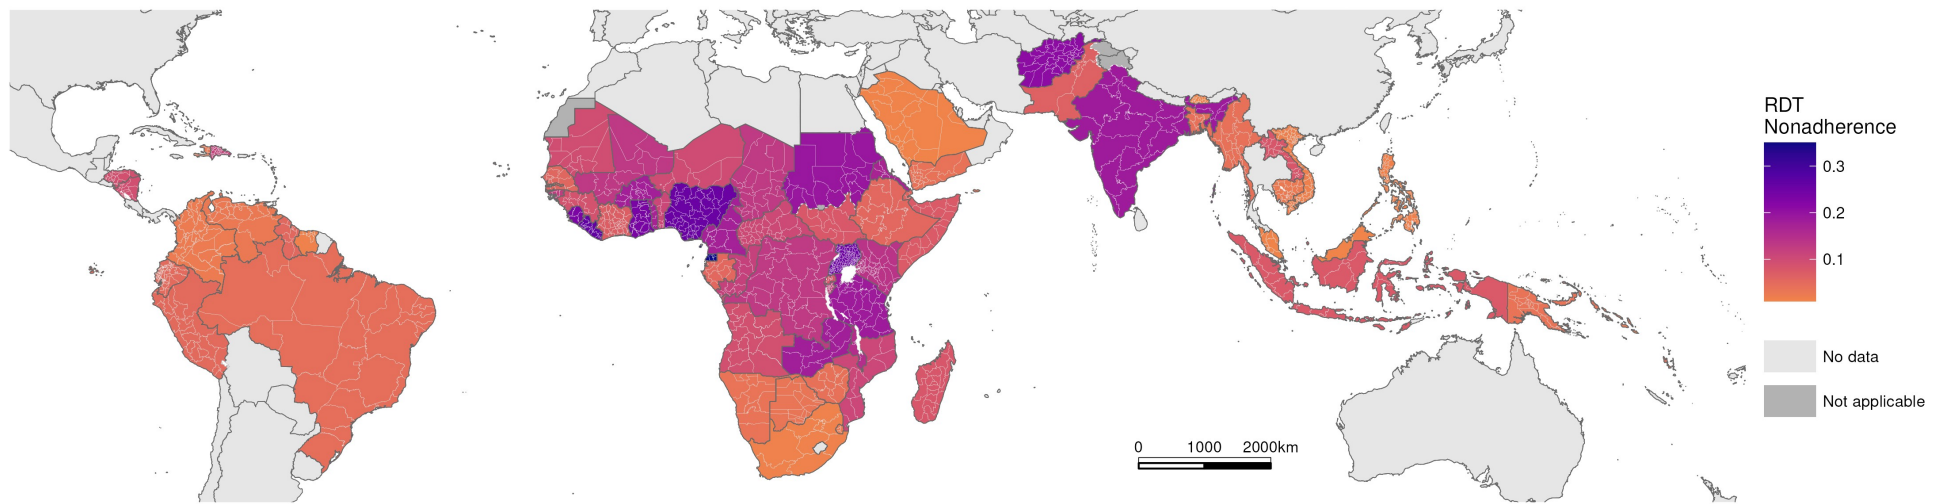 RDT
Nonadherence
0.3
0.2
0.1
No data
Not applicable
0 1000 2000km